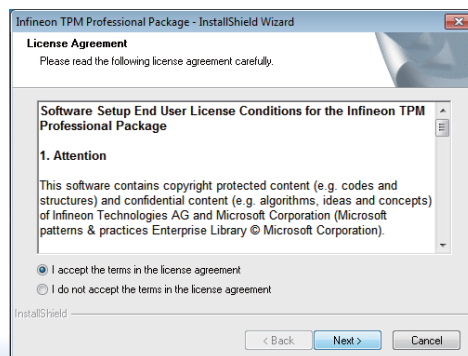 Infineon TPM Professional Package - InstallShield Wizard
License Agreement
Please read the following license agreement carefully.
Software Setup End User License Conditions for the Infineon TPM
Professional Package
1. Attention
This software contains copyright protected content (e.g. codes and
structures) and confidential content (e.g. algorithms, ideas and concepts)
of Infineon Technologies AG and Microsoft Corporation (Microsoft
patterns & practices Enterprise Library © Microsoft Corporation).
I accept the terms in the license agreement
I do not accept the terms in the license agreement
InstallShield
< Back
Next >
Cancel